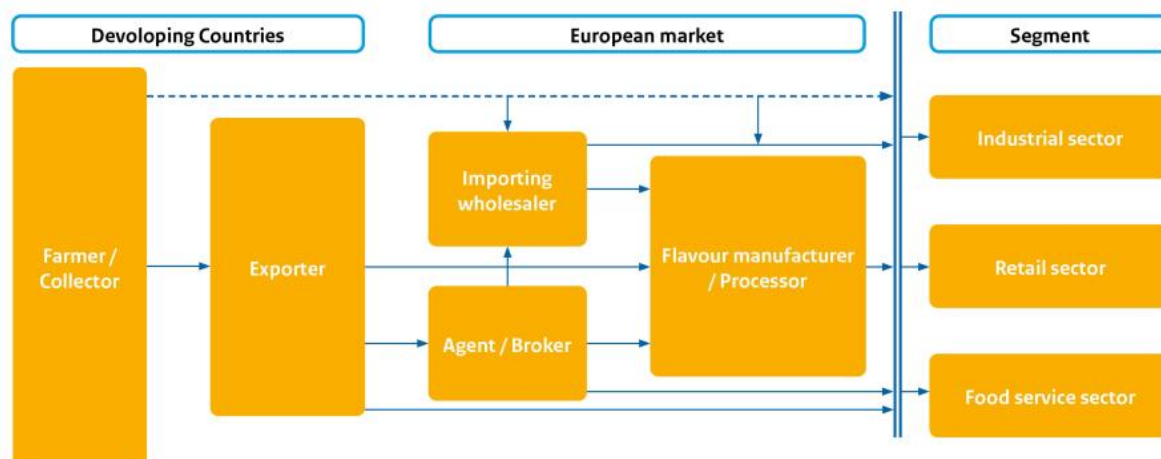 Devoloping Countries
European market
Segment
Farmer /
Collector
Exporter
Importing
wholesaler
Agent / Broker
Flavour manufacturer
/ Processor
Industrial sector
Retail sector
Food service sector